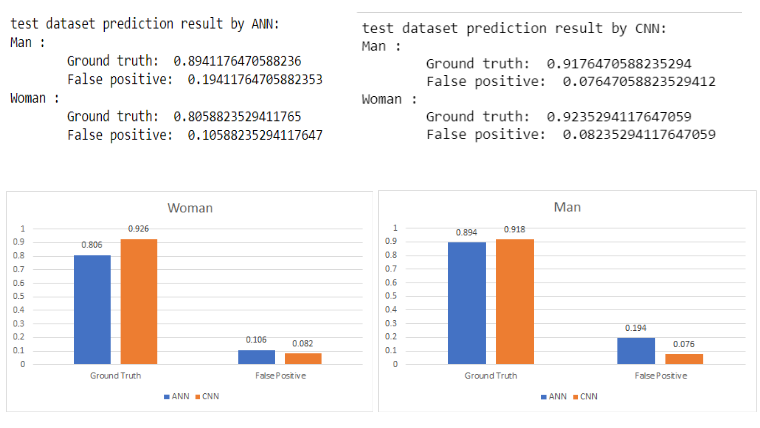 test dataset prediction result by ANN:
Man :
Ground truth:  0.8941176470588236
False positive:  0.19411764705882353
Woman :
Ground truth:  0.8058823529411765
False positive:  0.10588235294117647
test dataset prediction result by CNN:
Man :
Ground truth:  0.9176470588235294
False positive:  0.07647058823529412
Woman :
Ground truth:  0.9235294117647059
False positive:  0.08235294117647059
Woman
1
0.9
0.8
0.7
0.6
0.5
0.4
0.3
0.2
0.1
0
0.806
0.926
0.106
0.082
Ground Truth
False Positive
ANN CNN
Man
1
0.9
0.8
0.7
0.6
0.5
0.4
0.3
0.2
0.1
0
0.894
0.918
0.194
0.076
Ground Truth
False Positive
ANN CNN